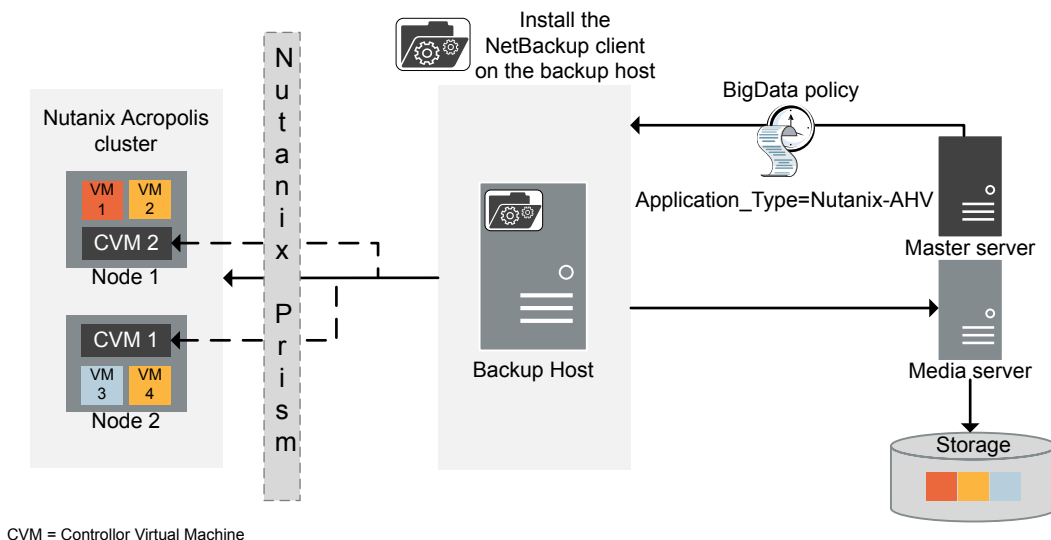 Install the
NetBackup client
on the backup host
Nutanix Prism
Nutanix Acropolis
cluster
VM
1
VM
2
CVM 2
Node 1
CVM 1
VM
3
VM
4
Node 2
Backup Host
BigData policy
Application_Type=Nutanix-AHV
Master server
Media server
Storage
CVM = Controllor Virtual Machine